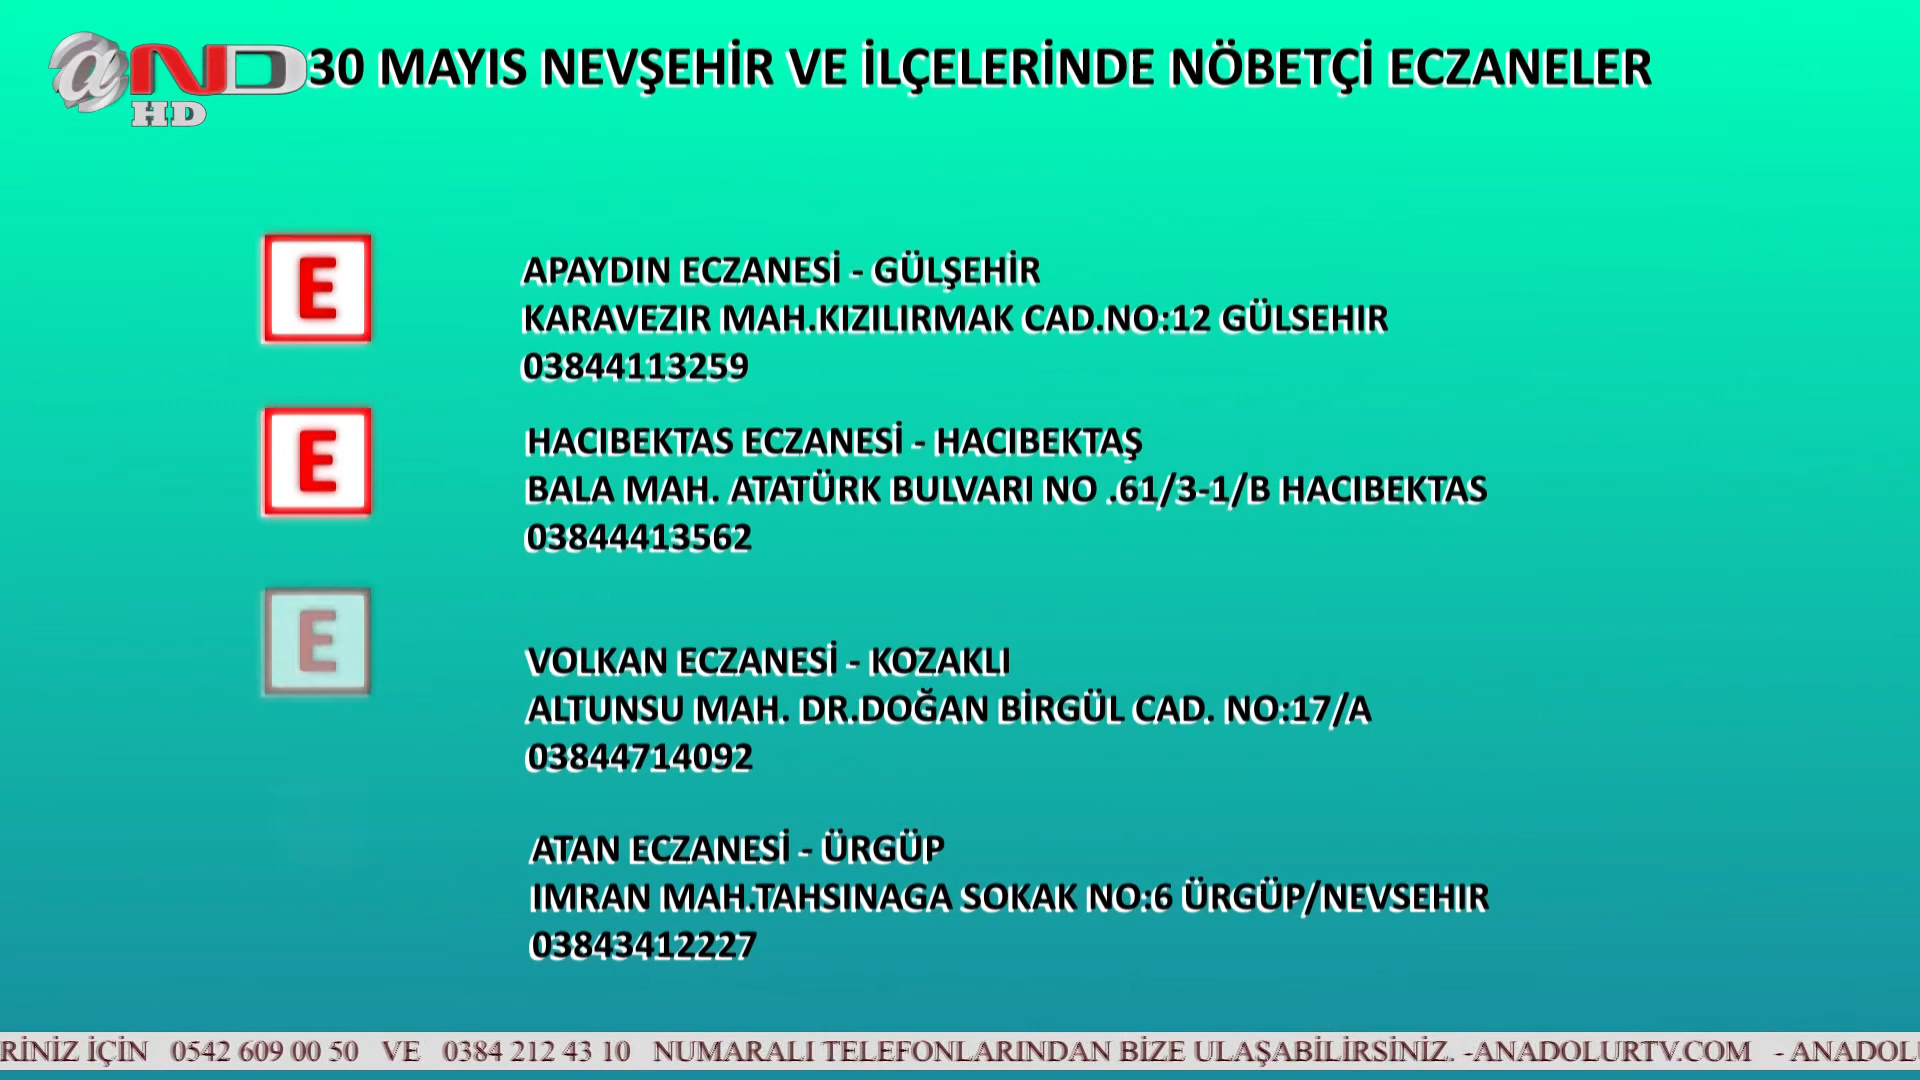 @ND HD
30 MAYIS NEVŞEHİR VE İLÇELERİNDE NÖBETÇİ ECZANELER
E
APAYDIN ECZANESİ - GÜLŞEHİR
KARAVEZIR MAH.KIZILIRMAK CAD.NO:12 GÜLSEHIR
03844113259
E
HACIBEKTAS ECZANESİ - HACIBEKTAŞ
BALA MAH. ATATÜRK BULVARI NO .61/3-1/B HACIBEKTAS
03844413562
E
VOLKAN ECZANESİ - KOZAKLI
ALTUNSU MAH. DR.DOĞAN BİRGÜL CAD. NO:17/A
03844714092
ATAN ECZANESİ - ÜRGÜP
IMRAN MAH.TAHSINAGA SOKAK NO:6 ÜRGÜP/NEVSEHIR
03843412227
RİNİZ İÇİN 0542 609 00 50 VE 0384 212 43 10 NUMARALI TELEFONLARINDAN BİZE ULAŞABİLİRSİNİZ. -ANADOLURTV.COM - ANADOLU